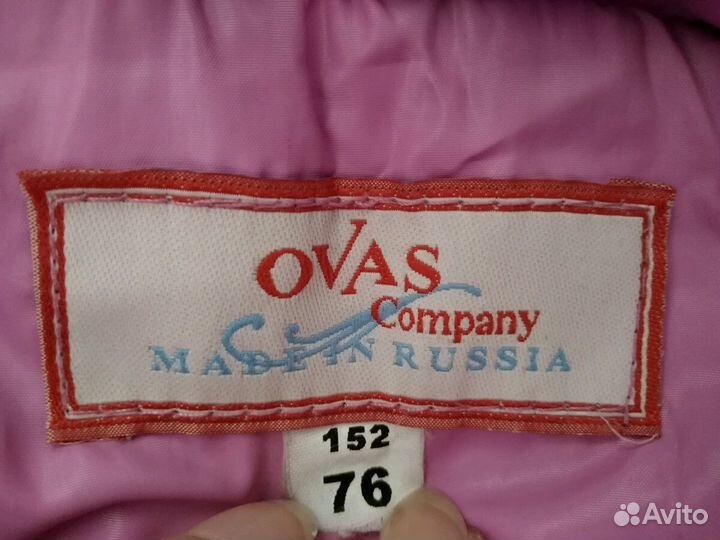 OVAS
Company
MADE IN RUSSIA
152
76
Avito